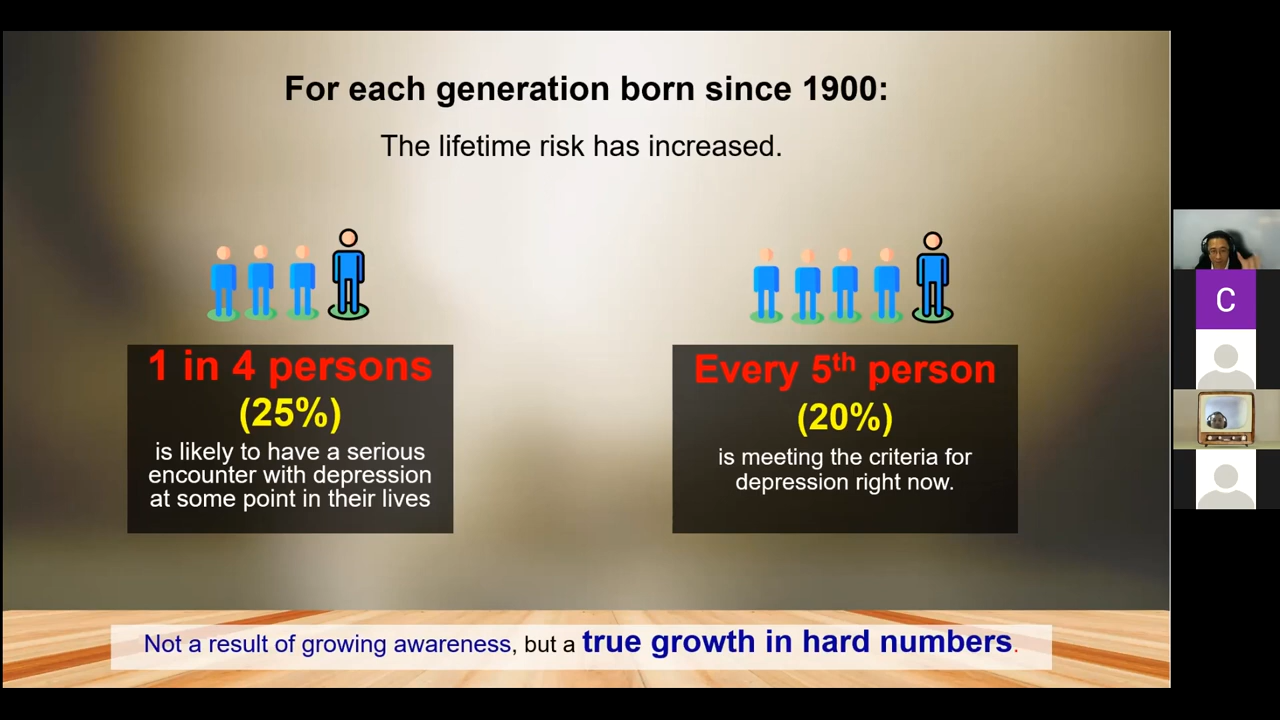 For each generation born since 1900:
The lifetime risk has increased.
1 in 4 persons
(25%)
is likely to have a serious
encounter with depression
at some point in their lives
Every 5th person
(20%)
is meeting the criteria for
depression right now.
Not a result of growing awareness, but a true growth in hard numbers.
C